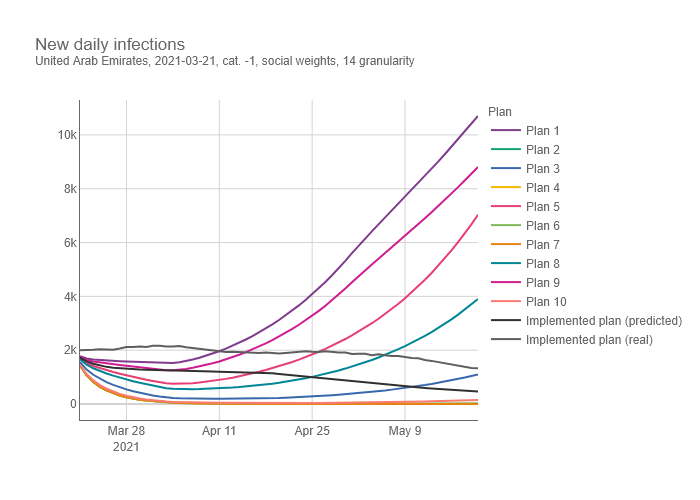 New daily infections
United Arab Emirates, 2021-03-21, cat. -1, social weights, 14 granularity
Plan
10k
8k
6k
4k
2k
0
Mar 28
2021
Apr 11
Apr 25
May 9
Plan 1
Plan 2
Plan 3
Plan 4
Plan 5
Plan 6
Plan 7
Plan 8
Plan 9
Plan 10
Implemented plan (predicted)
Implemented plan (real)